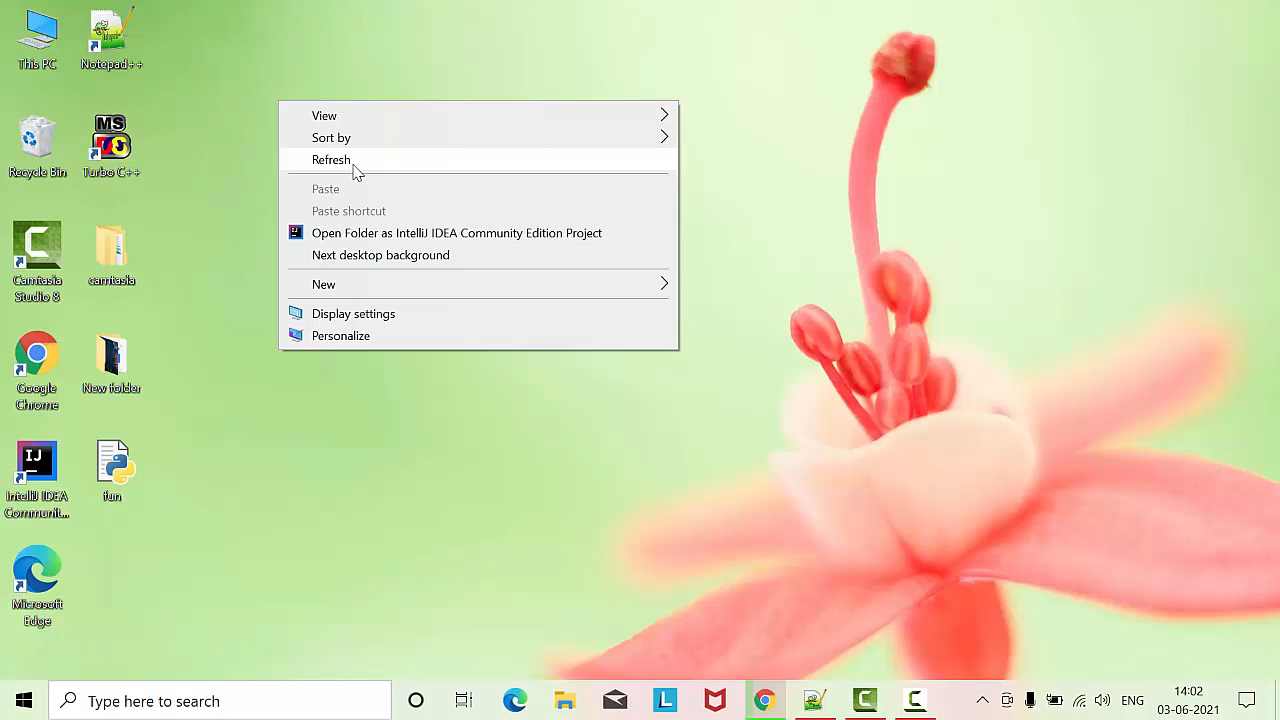 This PC
Notepad++
Recycle Bin
MS
Turbo C++
Camtasia
Studio 8
camtasia
Google
Chrome
New folder
IJ
IntelliJ IDEA
Communit...
fun
Microsoft
Edge
View
Sort by
Refresh
Paste
Paste shortcut
Open Folder as IntelliJ IDEA Community Edition Project
Next desktop background
New
Display settings
Personalize
Type here to search
L
ENG
14:02
03-06-2021